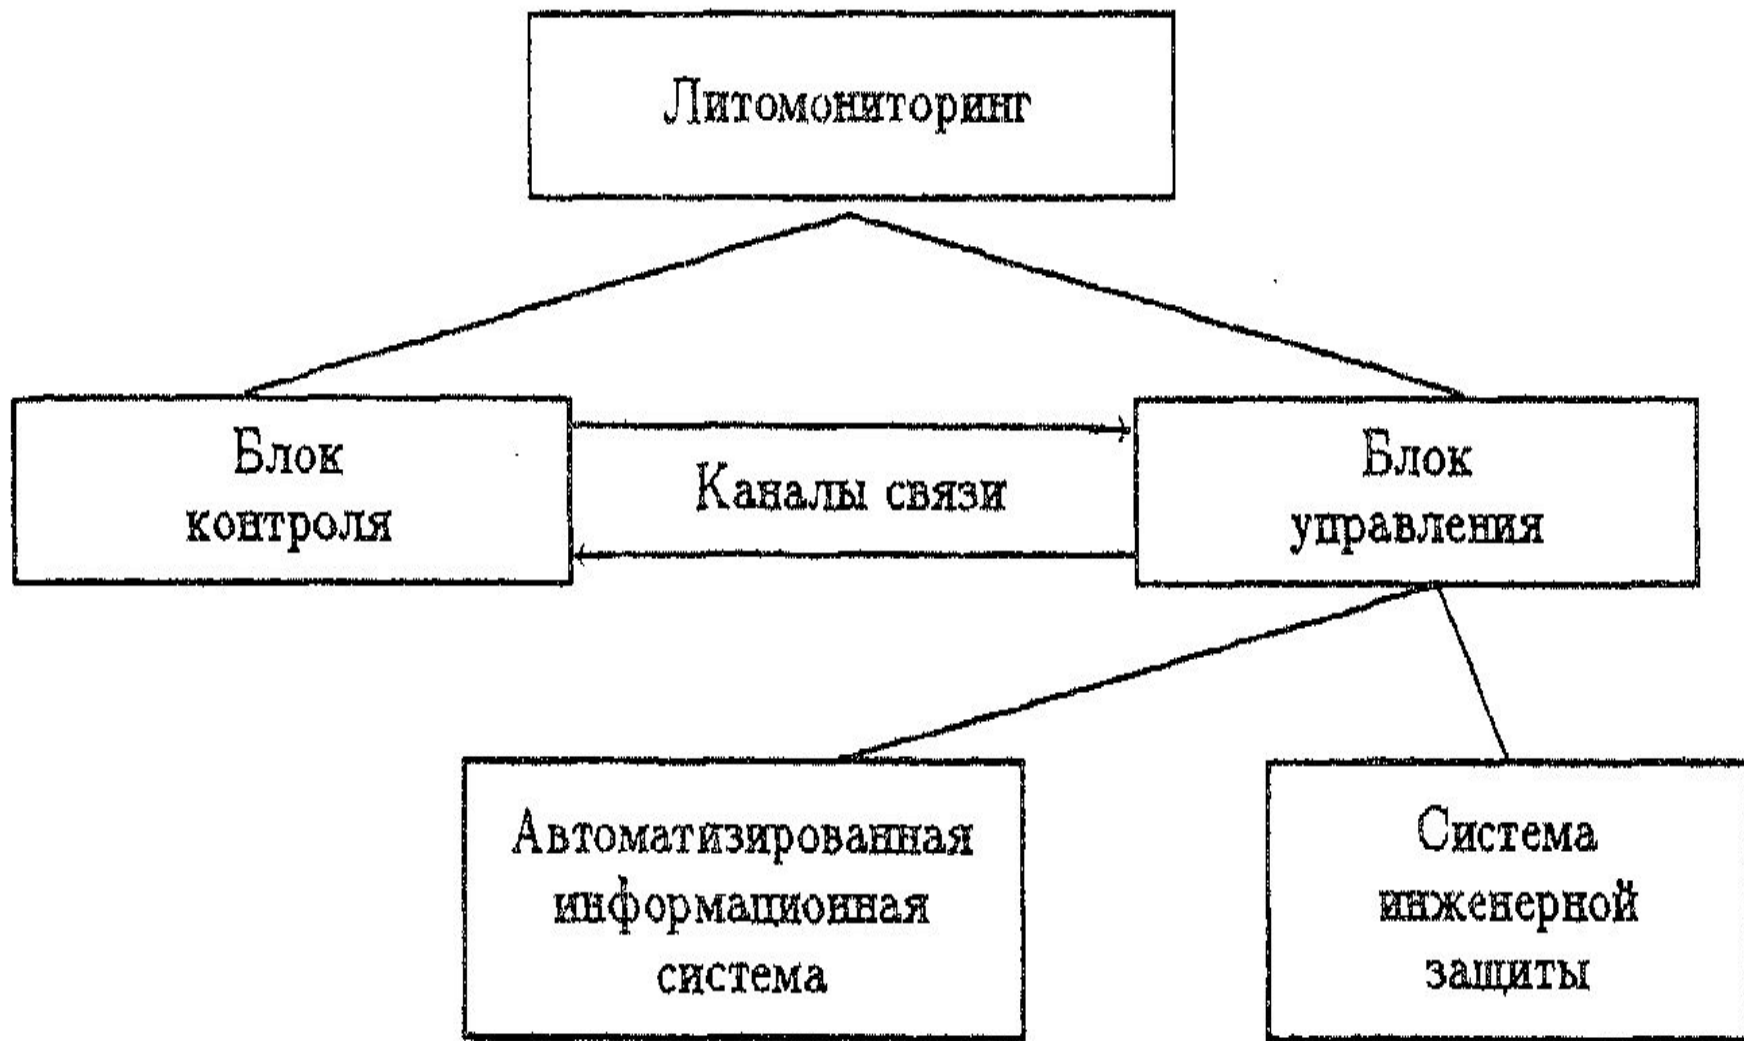 Литомониторинг
Блок
контроля
Каналы связи
Блок
управления
Автоматизированная
информационная
система
Система
инженерной
защиты